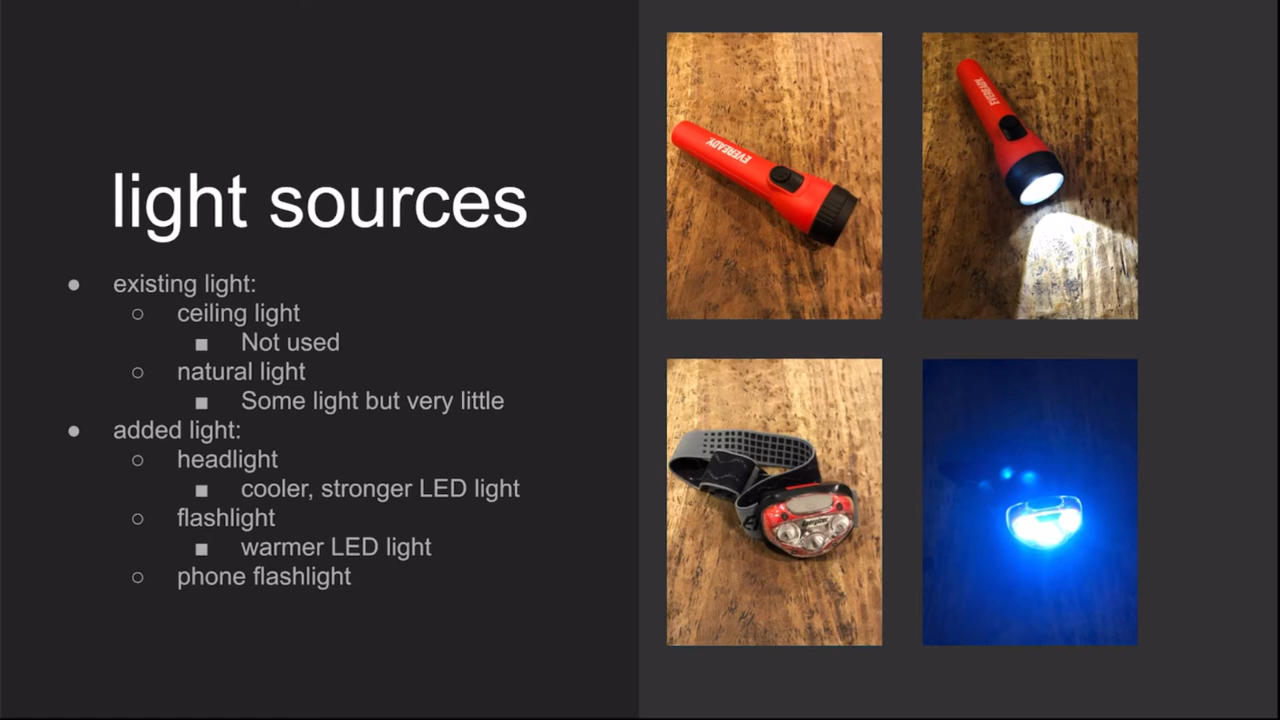 light sources
● existing light:
○ ceiling light
■ Not used
○ natural light
■ Some light but very little
● added light:
○ headlight
■ cooler, stronger LED light
○ flashlight
■ warmer LED light
○ phone flashlight
EVEREADY
EVEREADY
Energizer